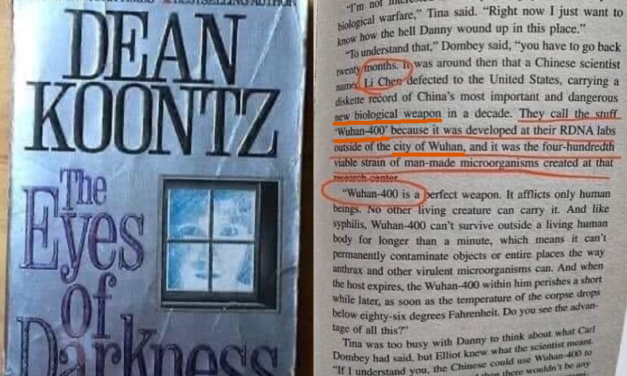 BESTSELLING AUTHOR
DEAN
KOONTZ
The
Eyes
of
Darkness
"I'm not
biological warfare," Tina said. "Right now I just want to
know how the hell Danny wound up in this place."
"To understand that," Dombey said, "you have to go back
twenty months. It was around then that a Chinese scientist
named Li Chen defected to the United States, carrying a
diskette record of China's most important and dangerous
new biological weapon in a decade. They call the stuff
'Wuhan-400' because it was developed at their RDNA labs
outside of the city of Wuhan, and it was the four-hundredth
viable strain of man-made microorganisms created at that
research center.
"Wuhan-400 is a perfect weapon. It afflicts only human
beings. No other living creature can carry it. And like
syphilis, Wuhan-400 can't survive outside a living human
body for longer than a minute, which means it can't
permanently contaminate objects or entire places the way
anthrax and other virulent microorganisms can. And when
the host expires, the Wuhan-400 within him perishes a short
while later, as soon as the temperature of the corpse drops
below eighty-six degrees Fahrenheit. Do you see the advan-
tage of all this?"
Tina was too busy with Danny to think about what Carl
Dombey had said, but Elliot knew what the scientist meant.
"If I understand you, the Chinese could use Wuhan-400 to
then there wouldn't be any